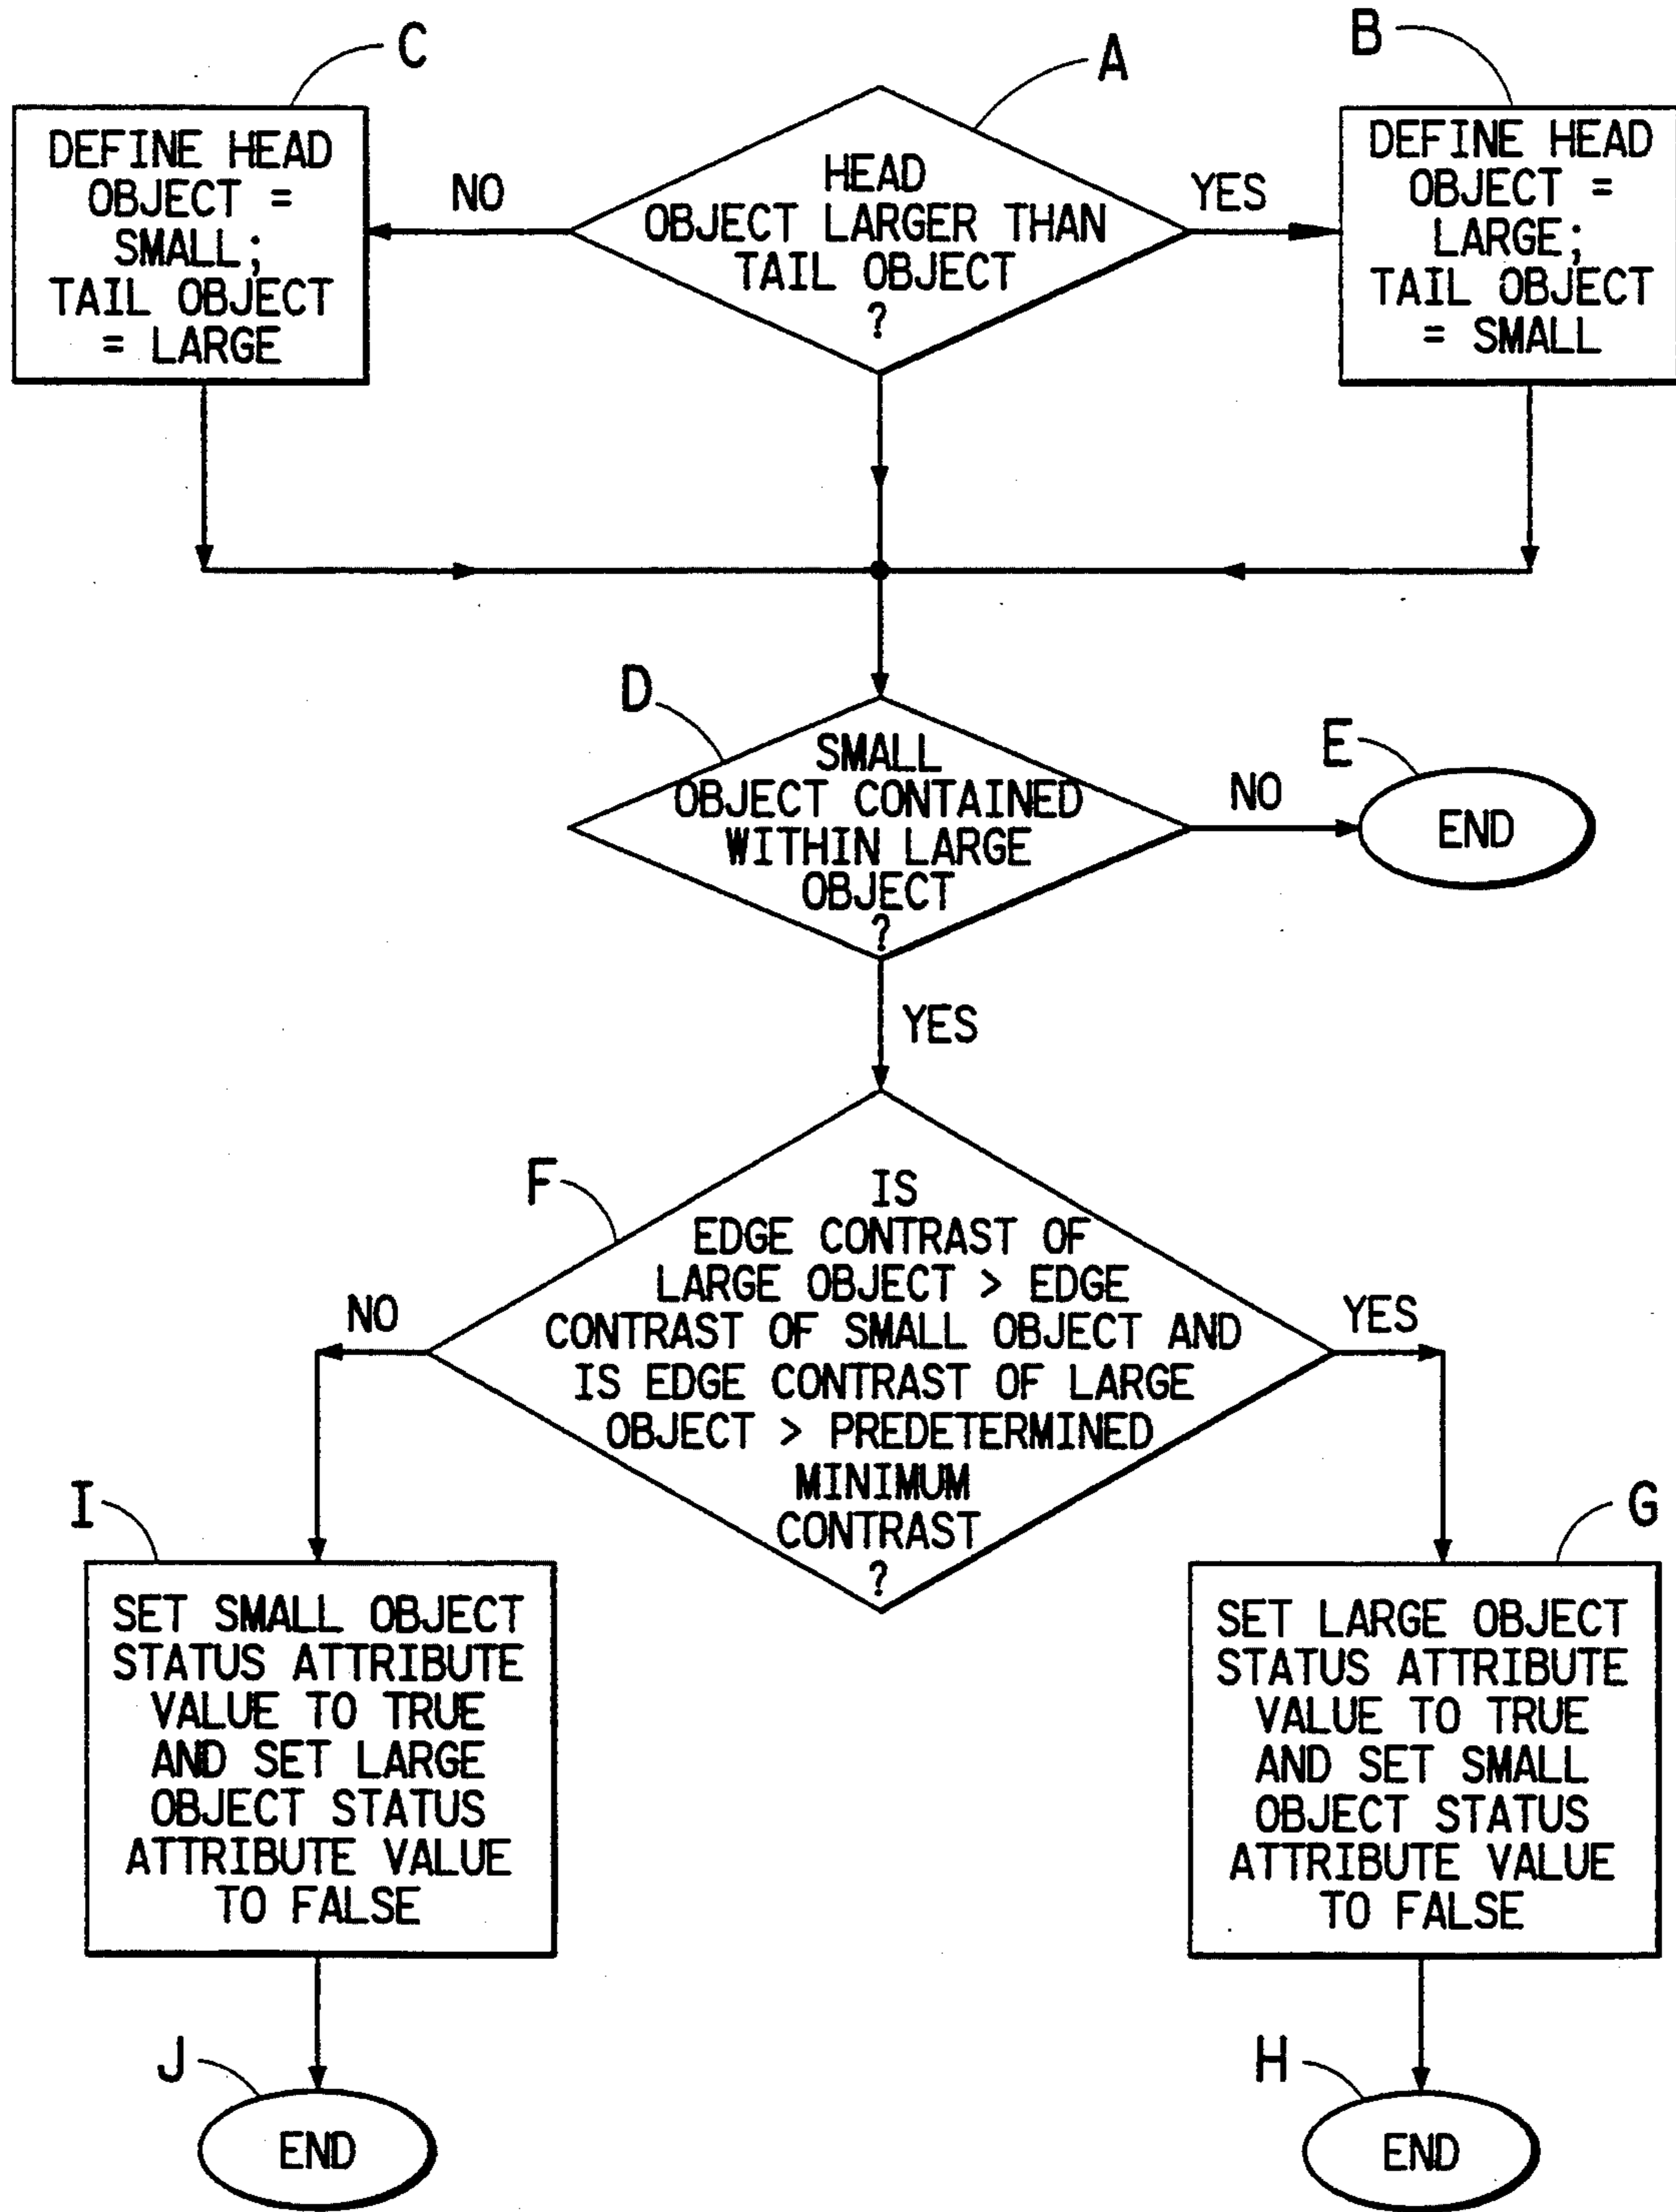 C
A
B
DEFINE HEAD
OBJECT =
SMALL;
TAIL OBJECT
= LARGE
NO
HEAD
OBJECT LARGER THAN
TAIL OBJECT
?
YES
DEFINE HEAD
OBJECT =
LARGE;
TAIL OBJECT
= SMALL
D
SMALL
OBJECT CONTAINED
WITHIN LARGE
OBJECT
?
NO
E
END
YES
F
IS
EDGE CONTRAST OF
LARGE OBJECT > EDGE
CONTRAST OF SMALL OBJECT AND
IS EDGE CONTRAST OF LARGE
OBJECT > PREDETERMINED
MINIMUM
CONTRAST
?
NO
YES
I
SET SMALL OBJECT
STATUS ATTRIBUTE
VALUE TO TRUE
AND SET LARGE
OBJECT STATUS
ATTRIBUTE VALUE
TO FALSE
G
SET LARGE OBJECT
STATUS ATTRIBUTE
VALUE TO TRUE
AND SET SMALL
OBJECT STATUS
ATTRIBUTE VALUE
TO FALSE
J
END
H
END